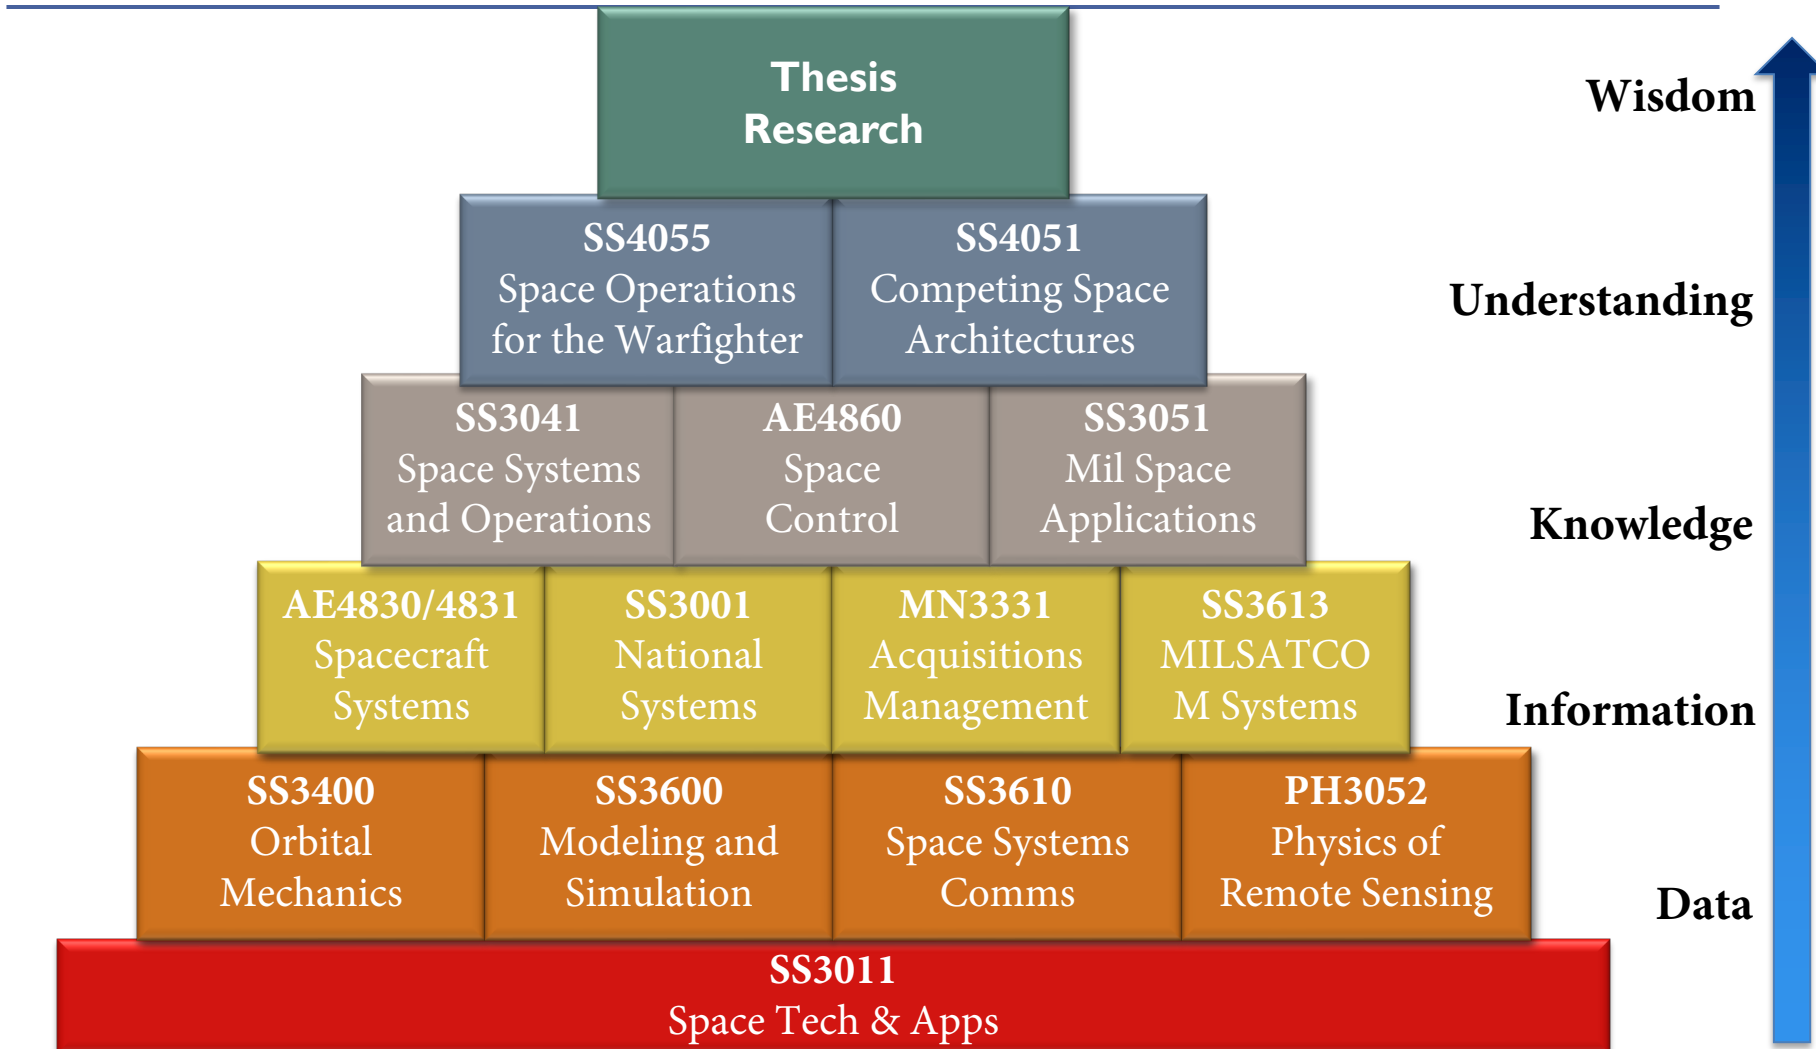 Thesis
Research
Wisdom
SS4055
Space Operations
for the Warfighter
SS4051
Competing Space
Architectures
Understanding
SS3041
Space Systems
and Operations
AE4860
Space
Control
SS3051
Mil Space
Applications
Knowledge
AE4830/4831
Spacecraft
Systems
SS3001
National
Systems
MN3331
Acquisitions
Management
SS3613
MILSATCO
M Systems
Information
SS3400
Orbital
Mechanics
SS3600
Modeling and
Simulation
SS3610
Space Systems
Comms
PH3052
Physics of
Remote Sensing
Data
SS3011
Space Tech & Apps